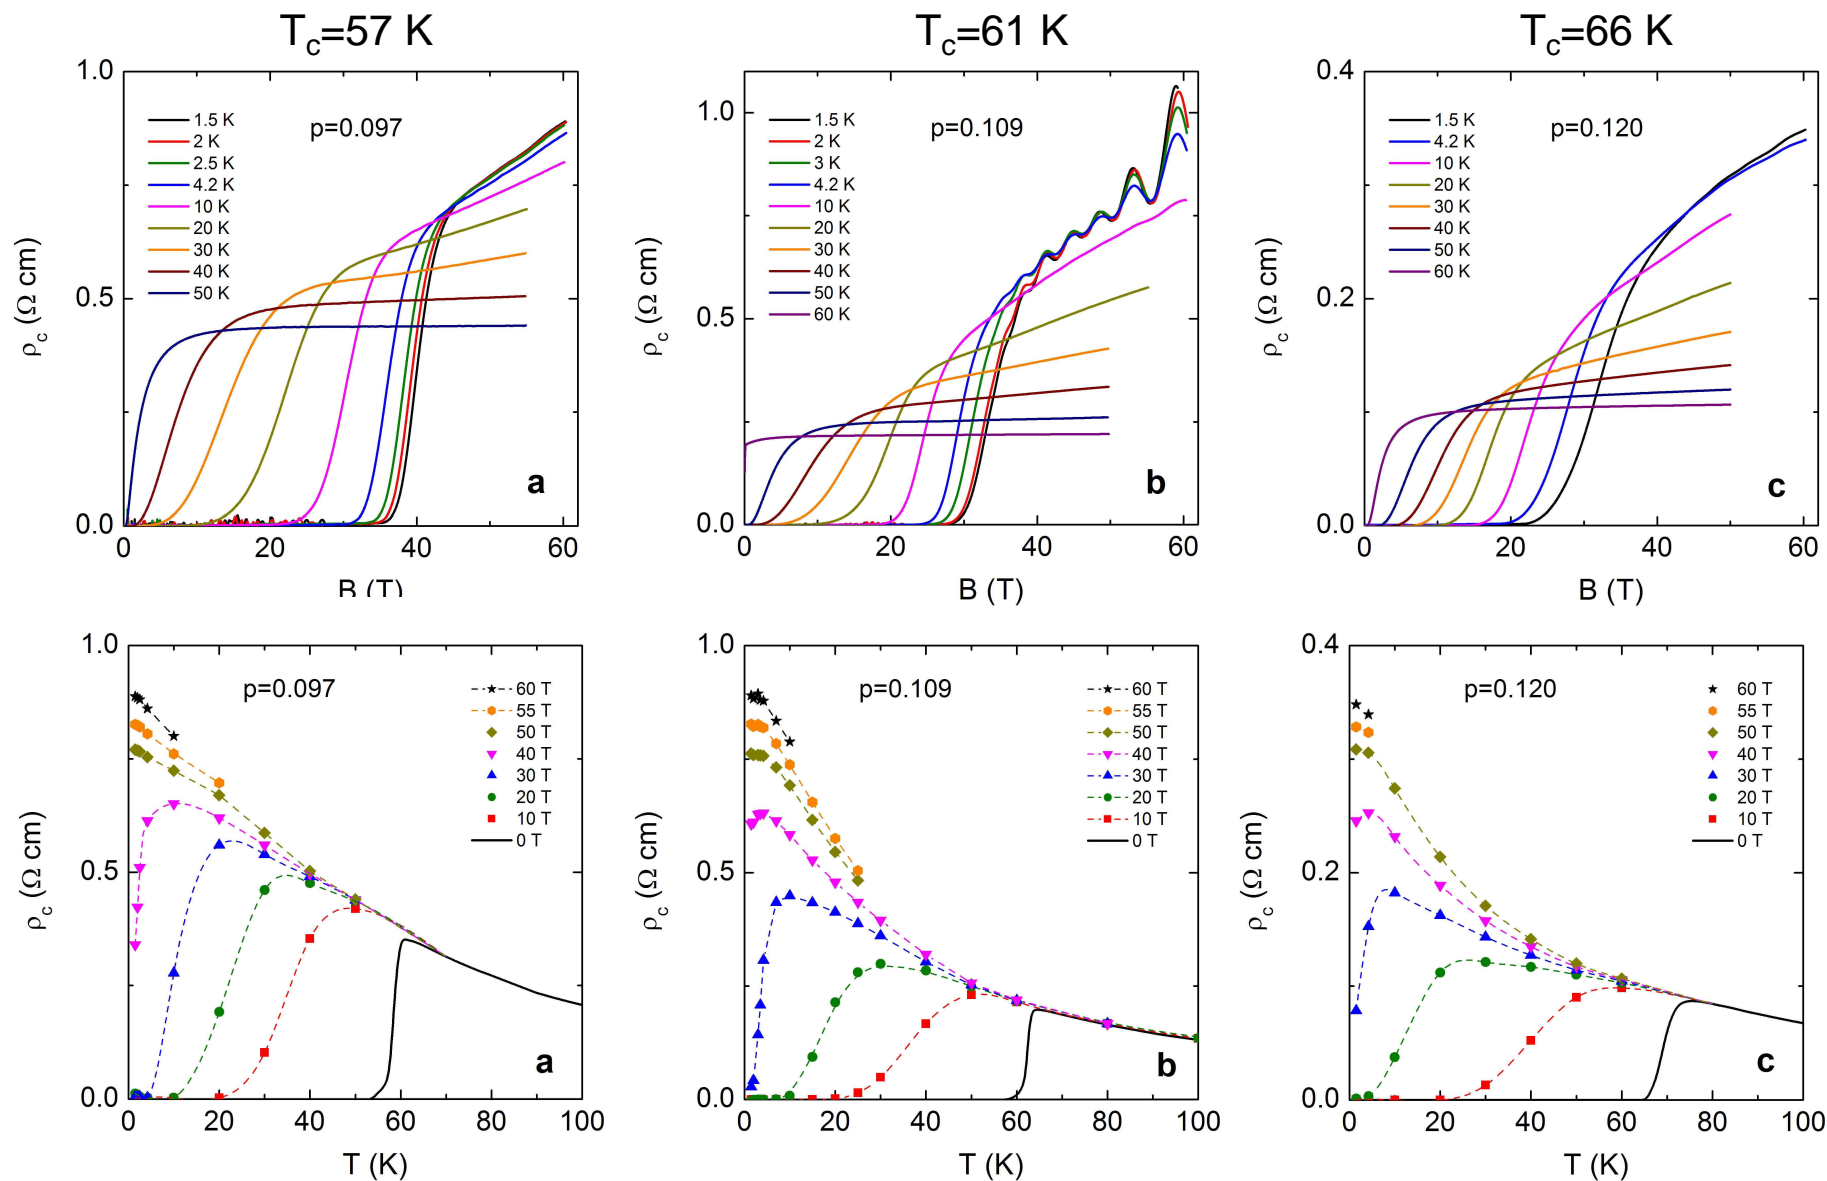 Tc=57 K
Tc=61 K
Tc=66 K
1.0
0.5
0.0
ρc (Ω cm)
p=0.097
1.5 K
2 K
2.5 K
4.2 K
10 K
20 K
30 K
40 K
50 K
a
0
20
40
60
B (T)
1.0
0.5
0.0
ρc (Ω cm)
p=0.109
1.5 K
2 K
3 K
4.2 K
10 K
20 K
30 K
40 K
50 K
60 K
b
0
20
40
60
B (T)
0.4
0.2
0.0
ρc (Ω cm)
p=0.120
1.5 K
4.2 K
10 K
20 K
30 K
40 K
50 K
60 K
c
0
20
40
60
B (T)
1.0
0.5
0.0
ρc (Ω cm)
p=0.097
60 T
55 T
50 T
40 T
30 T
20 T
10 T
0 T
a
0
20
40
60
80
100
T (K)
1.0
0.5
0.0
ρc (Ω cm)
p=0.109
60 T
55 T
50 T
40 T
30 T
20 T
10 T
0 T
b
0
20
40
60
80
100
T (K)
0.4
0.2
0.0
ρc (Ω cm)
p=0.120
60 T
55 T
50 T
40 T
30 T
20 T
10 T
0 T
c
0
20
40
60
80
100
T (K)